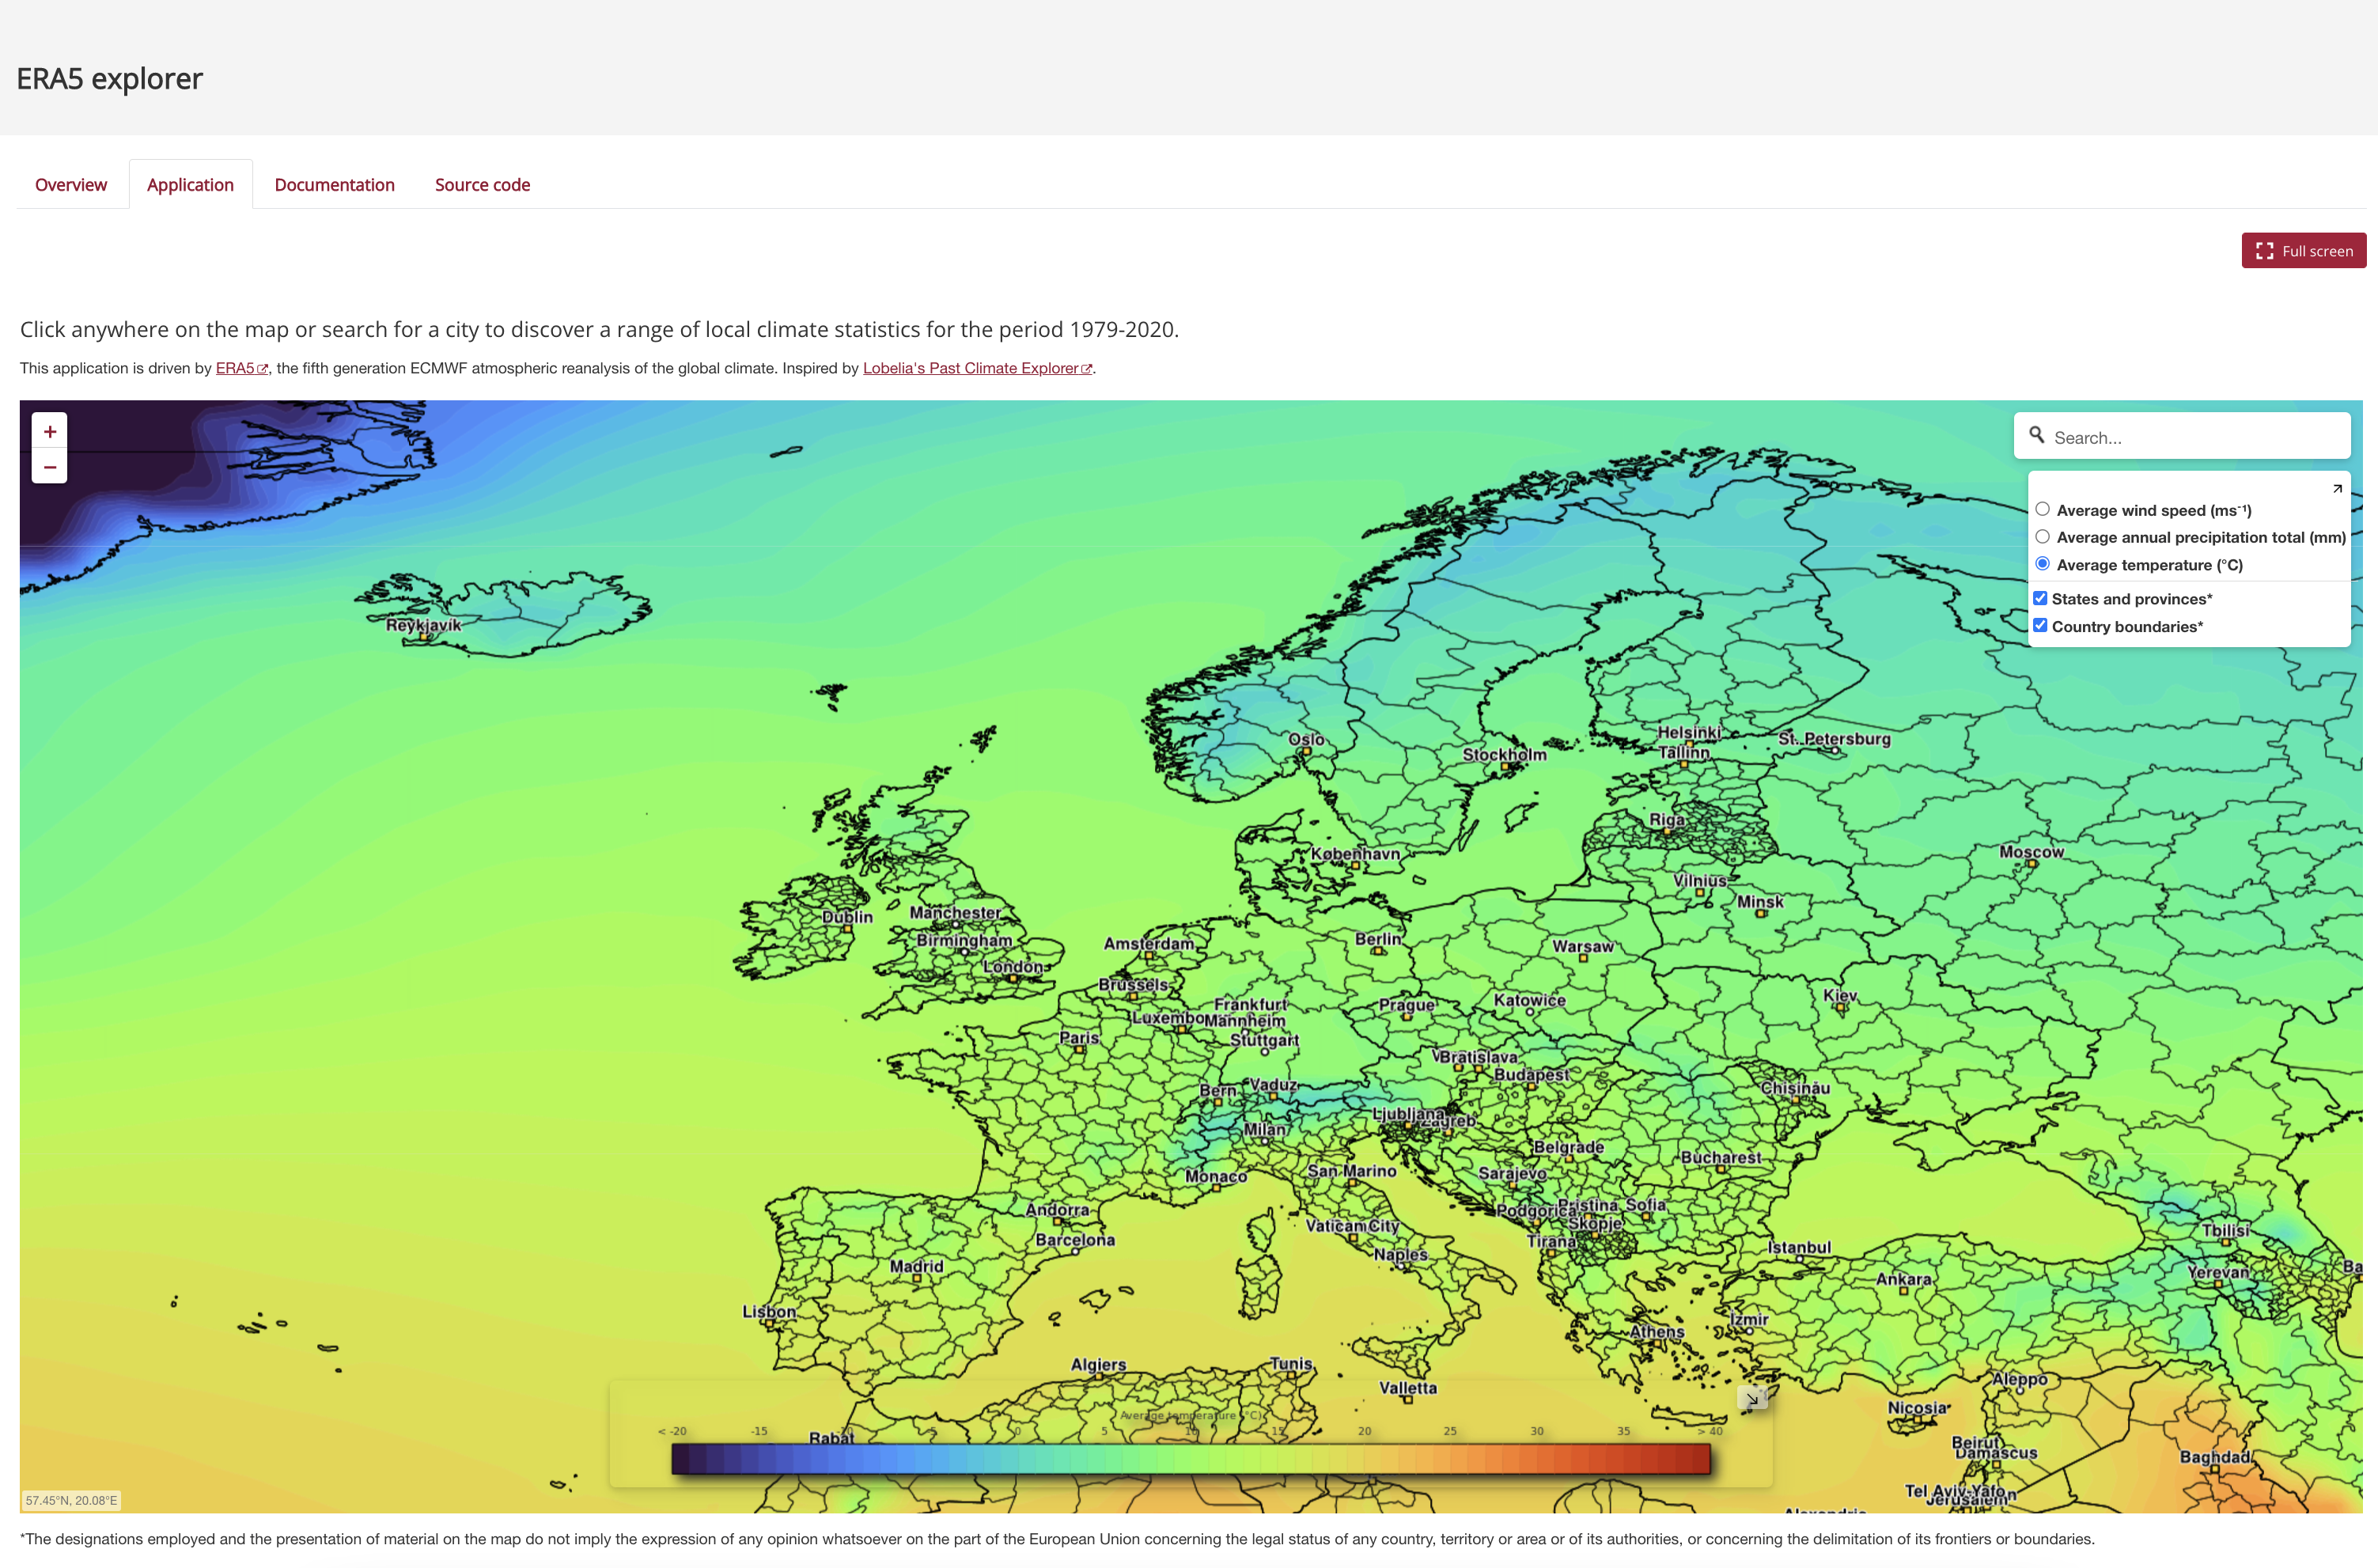 ERA5 explorer
Overview
Application
Documentation
Source code
Full screen
Click anywhere on the map or search for a city to discover a range of local climate statistics for the period 1979-2020.
This application is driven by ERA5, the fifth generation ECMWF atmospheric reanalysis of the global climate. Inspired by Lobelia's Past Climate Explorer.
+
−
Search...
Average wind speed (ms⁻¹)
Average annual precipitation total (mm)
Average temperature (°C)
States and provinces*
Country boundaries*
Reykjavík
Oslo
Helsinki
St. Petersburg
Stockholm
Tallinn
Riga
København
Moscow
Vilnius
Minsk
Dublin
Manchester
Birmingham
Amsterdam
Berlin
Warsaw
London
Brussels
Frankfurt
Prague
Katowice
Kiev
Luxembo
Mannheim
Paris
Stuttgart
Bratislava
Budapest
Bern
Vaduz
Chișinău
Ljubljana
Zagreb
Milan
Belgrade
Bucharest
Monaco
San Marino
Sarajevo
Andorra
Podgorica
Pristina
Sofia
Vatican City
Skopje
Tbilisi
Barcelona
Tirana
Istanbul
Naples
Madrid
Ankara
Yerevan
Ba
Lisbon
Athens
İzmir
Algiers
Tunis
Valletta
Aleppo
Nicosia
Rabat
Average temperature (°C)
< -20 -15 -10 -5 0 5 10 15 20 25 30 35 > 40
Beirut
Damascus
Baghdad
Tel Aviv-Yafo
Jerusalem
57.45°N, 20.08°E
*The designations employed and the presentation of material on the map do not imply the expression of any opinion whatsoever on the part of the European Union concerning the legal status of any country, territory or area or of its authorities, or concerning the delimitation of its frontiers or boundaries.